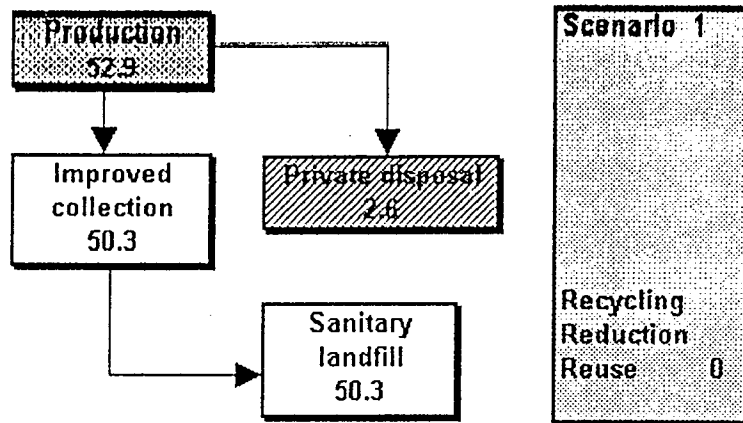 Production
52.9
Improved
collection
50.3
Private disposal
2.6
Sanitary
landfill
50.3
Scenario 1
Recycling
Reduction
Reuse 0